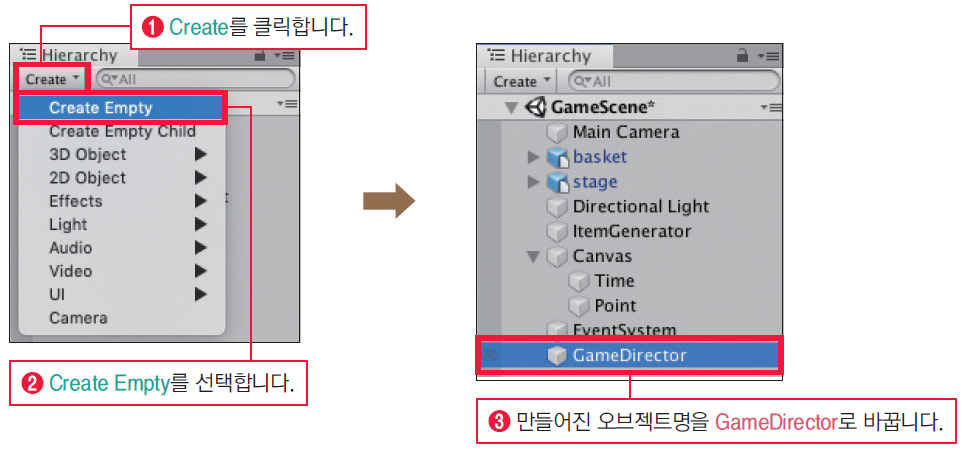 ❶ Create를 클릭합니다.
Hierarchy
Create
All
Create Empty
Create Empty Child
3D Object
2D Object
Effects
Light
Audio
Video
UI
Camera
❷ Create Empty를 선택합니다.
Hierarchy
Create
All
GameScene*
Main Camera
basket
stage
Directional Light
ItemGenerator
Canvas
Time
Point
EventSystem
GameDirector
❸ 만들어진 오브젝트명을 GameDirector로 바꿉니다.